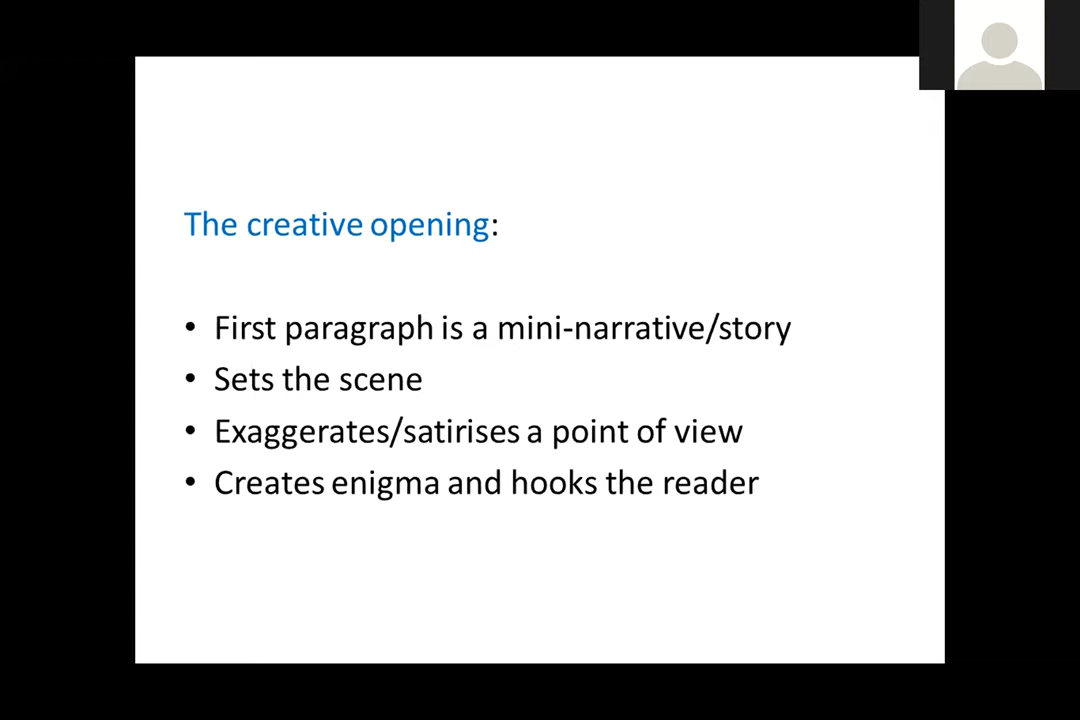 The creative opening:
• First paragraph is a mini-narrative/story
• Sets the scene
• Exaggerates/satirises a point of view
• Creates enigma and hooks the reader